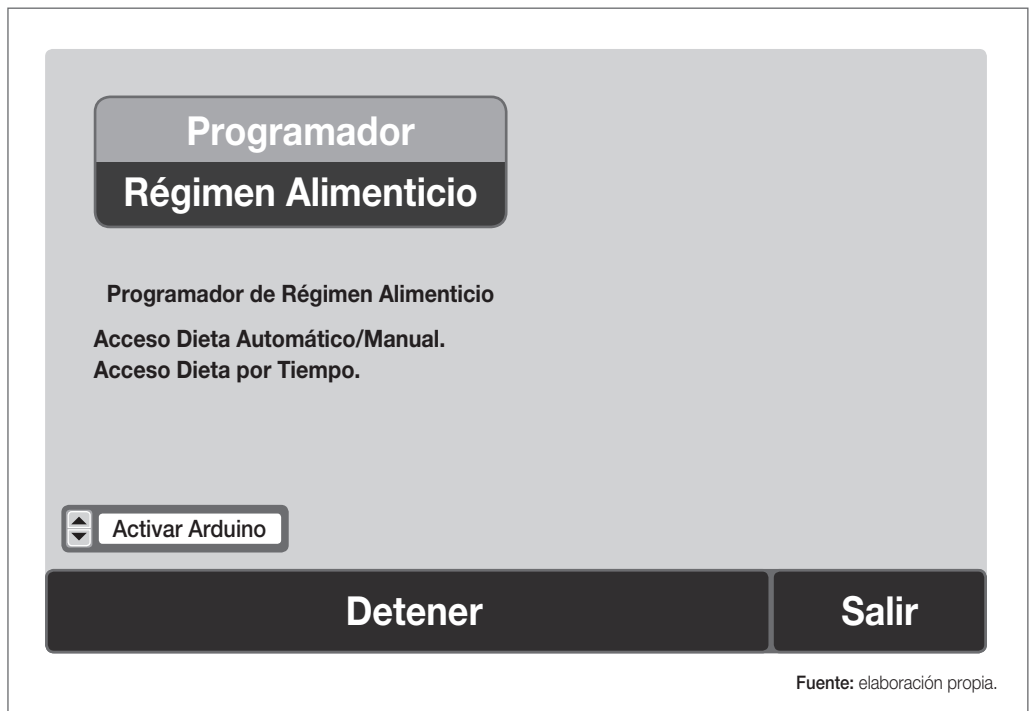 Programador
Régimen Alimenticio
Programador de Régimen Alimenticio
Acceso Dieta Automático/Manual.
Acceso Dieta por Tiempo.
Activar Arduino
Detener
Salir
Fuente: elaboración propia.